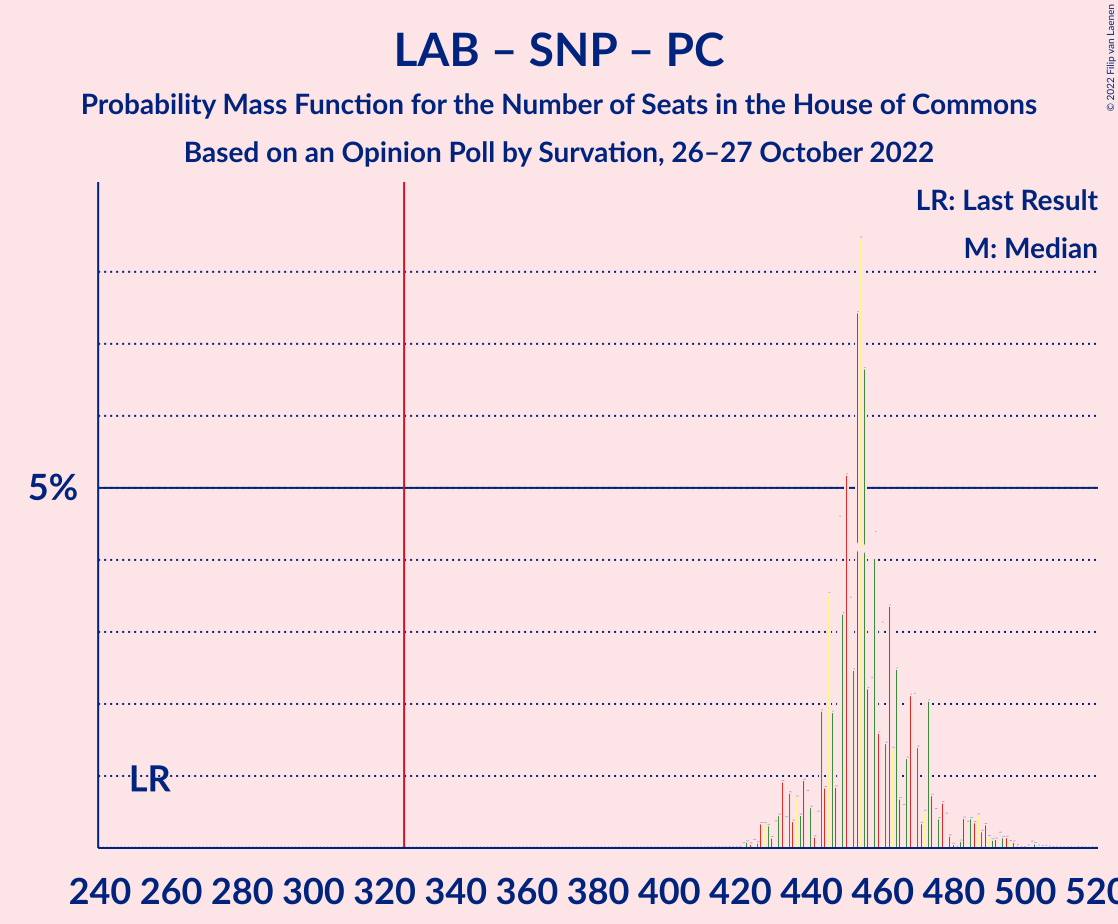 LAB – SNP – PC
Probability Mass Function for the Number of Seats in the House of Commons
Based on an Opinion Poll by Survation, 26–27 October 2022
© 2022 Filip van Laenen
LR: Last Result
M: Median
5%
LR
240 260 280 300 320 340 360 380 400 420 440 460 480 500 520